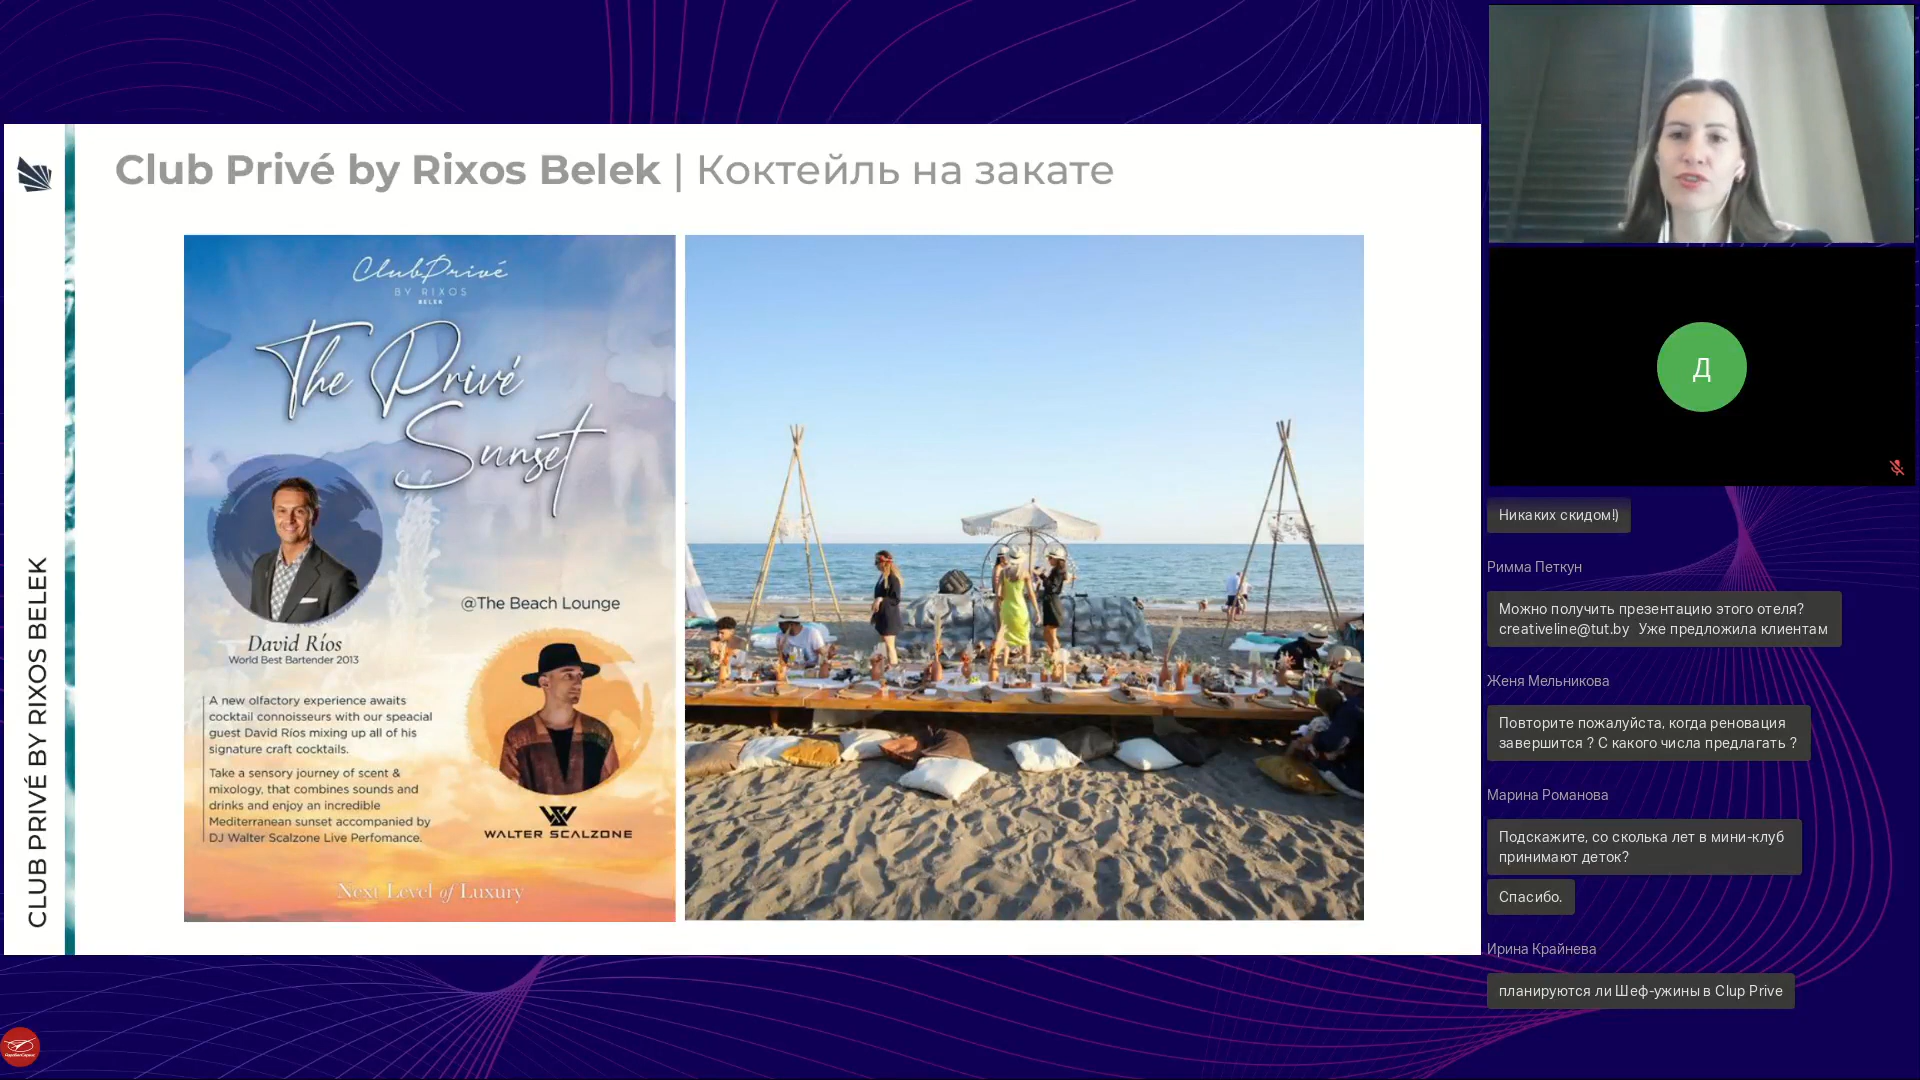 Club Privé by Rixos Belek | Коктейль на закате
CLUB PRIVÉ BY RIXOS BELEK
Club Privé
BY RIXOS
BELEK
The Privé
Sunset
@The Beach Lounge
David Ríos
World Best Bartender 2013
A new olfactory experience awaits
cocktail connoisseurs with our speacial
guest David Ríos mixing up all of his
signature craft cocktails.
Take a sensory journey of scent &
mixology, that combines sounds and
drinks and enjoy an incredible
Mediterranean sunset accompanied by
DJ Walter Scalzone Live Perfomance.
WALTER SCALZONE
Next Level of Luxury
Д
Никаких скидом!)
Римма Петкун
Можно получить презентацию этого отеля?
creativeline@tut.by Уже предложила клиентам
Женя Мельникова
Повторите пожалуйста, когда реновация
завершится ? С какого числа предлагать ?
Марина Романова
Подскажите, со сколька лет в мини-клуб
принимают деток?
Спасибо.
Ирина Крайнева
планируются ли Шеф-ужины в Clup Prive